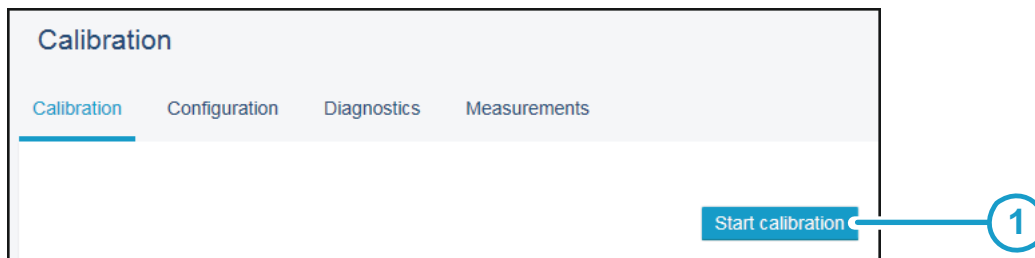 Calibration
Calibration Configuration Diagnostics Measurements
Start calibration
1